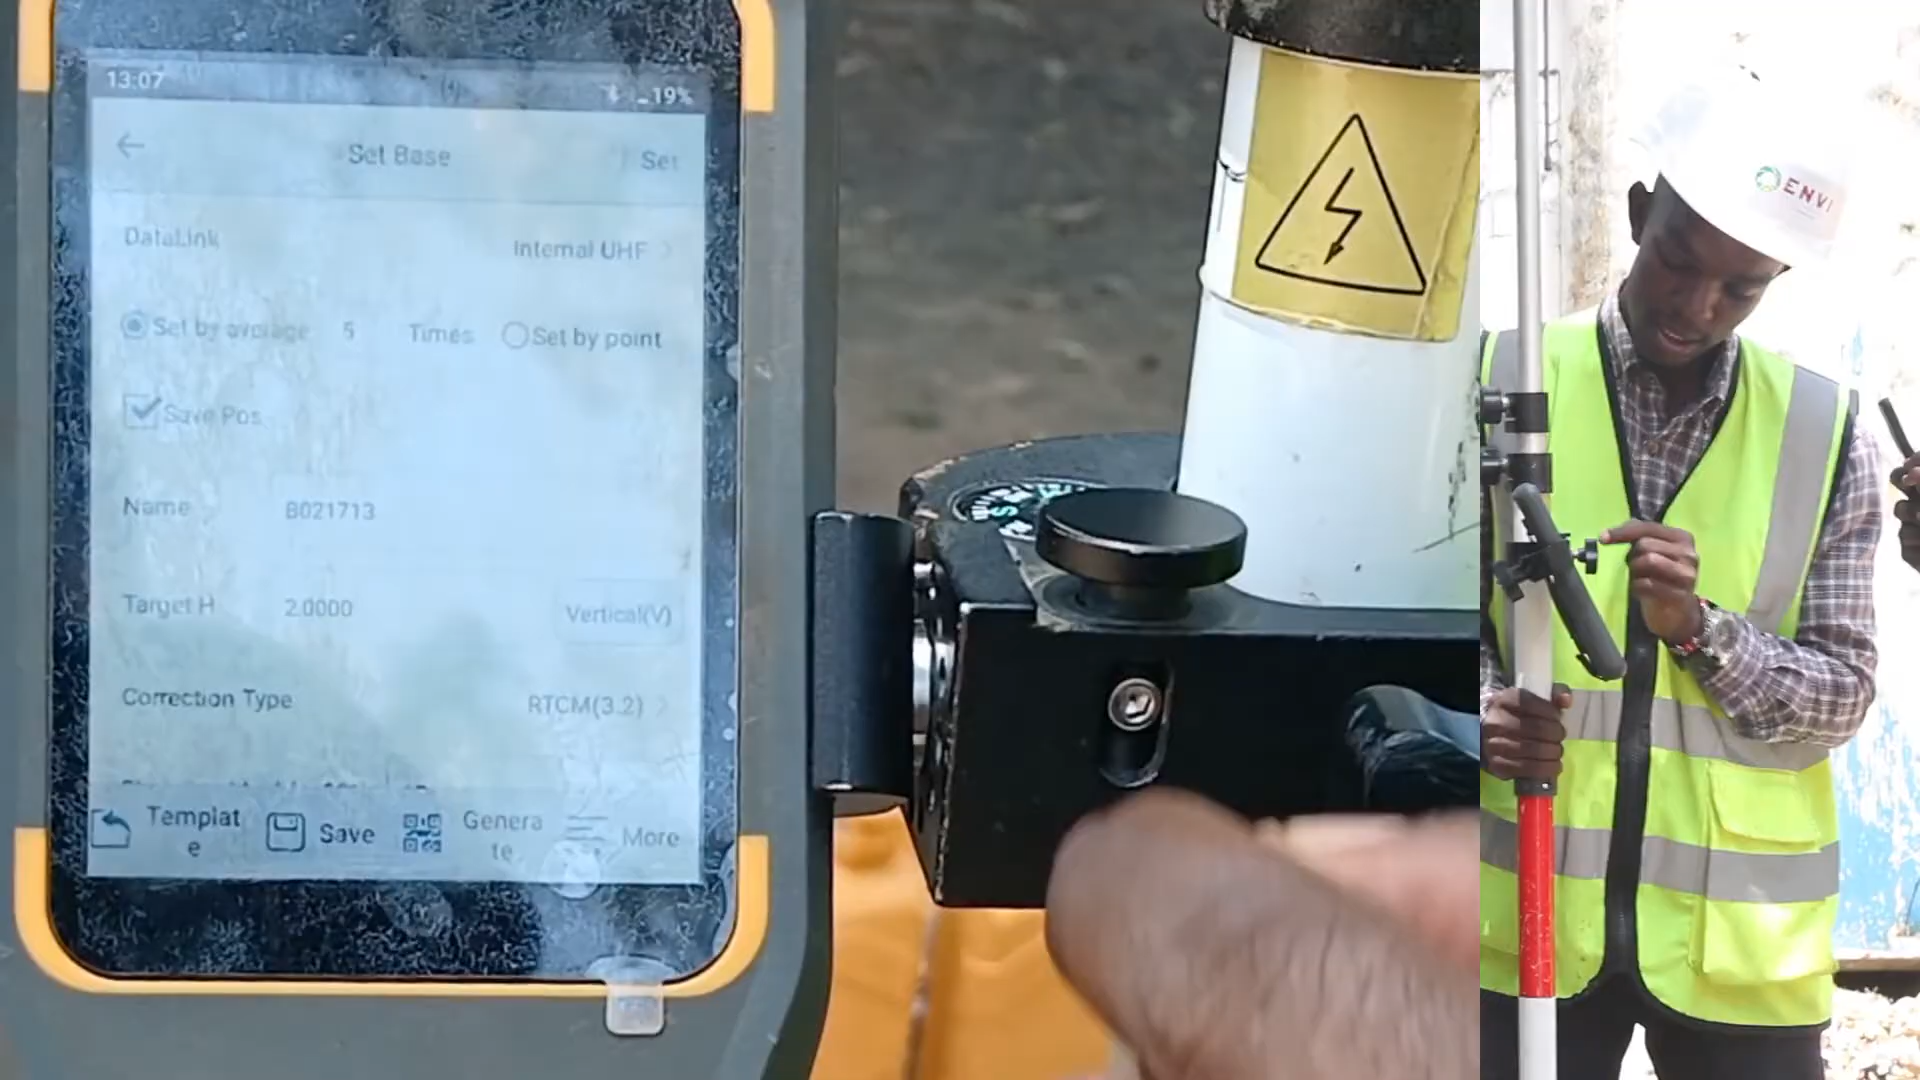 13:07
19%
Set Base
Set
DataLink
Internal UHF
Set by average 5 Times Set by point
Save Pos
Name B021713
Target H 2.0000 Vertical(V)
Correction Type RTCM(3.2)
Templat
e
Save
Genera
te
More
S
ENVI